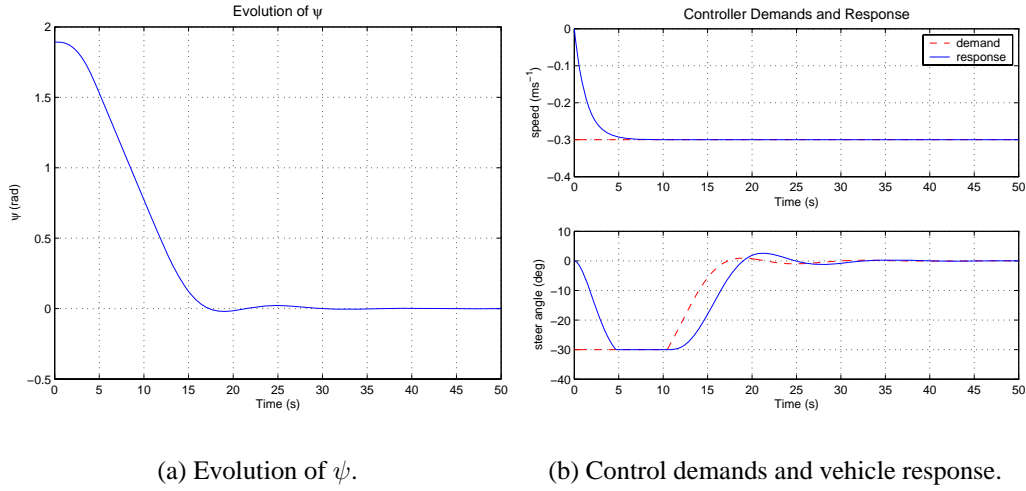 Evolution of ψ
2
1.5
1
0.5
0
−0.5
ψ (rad)
0 5 10 15 20 25 30 35 40 45 50
Time (s)
Controller Demands and Response
0
−0.1
−0.2
−0.3
−0.4
speed (ms⁻¹)
demand
response
0 5 10 15 20 25 30 35 40 45 50
Time (s)
10
0
−10
−20
−30
−40
steer angle (deg)
0 5 10 15 20 25 30 35 40 45 50
Time (s)
(a) Evolution of ψ.
(b) Control demands and vehicle response.